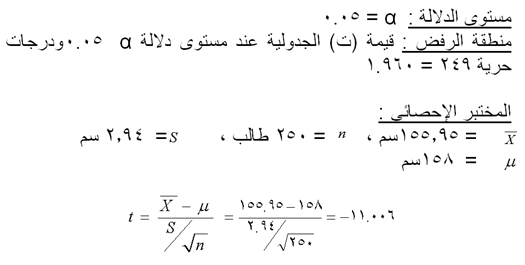 مستوى الدلالة : α = ٠.٠٥
منطقة الرفض : قيمة (ت) الجدولية عند مستوى دلالة α ٠.٠٥ ودرجات
حرية ٢٤٩ = ١.٩٦٠
المختبر الإحصائي :
X̅ = ١٥٥,٩٥سم ، n = ٢٥٠ طالب ، S = ٢,٩٤ سم
μ = ١٥٨سم
t = (X̅ − μ) / (S/√n) = (١٥٥.٩٥ − ١٥٨) / (٢.٩٤/√٢٥٠) = −١١.٠٠٦